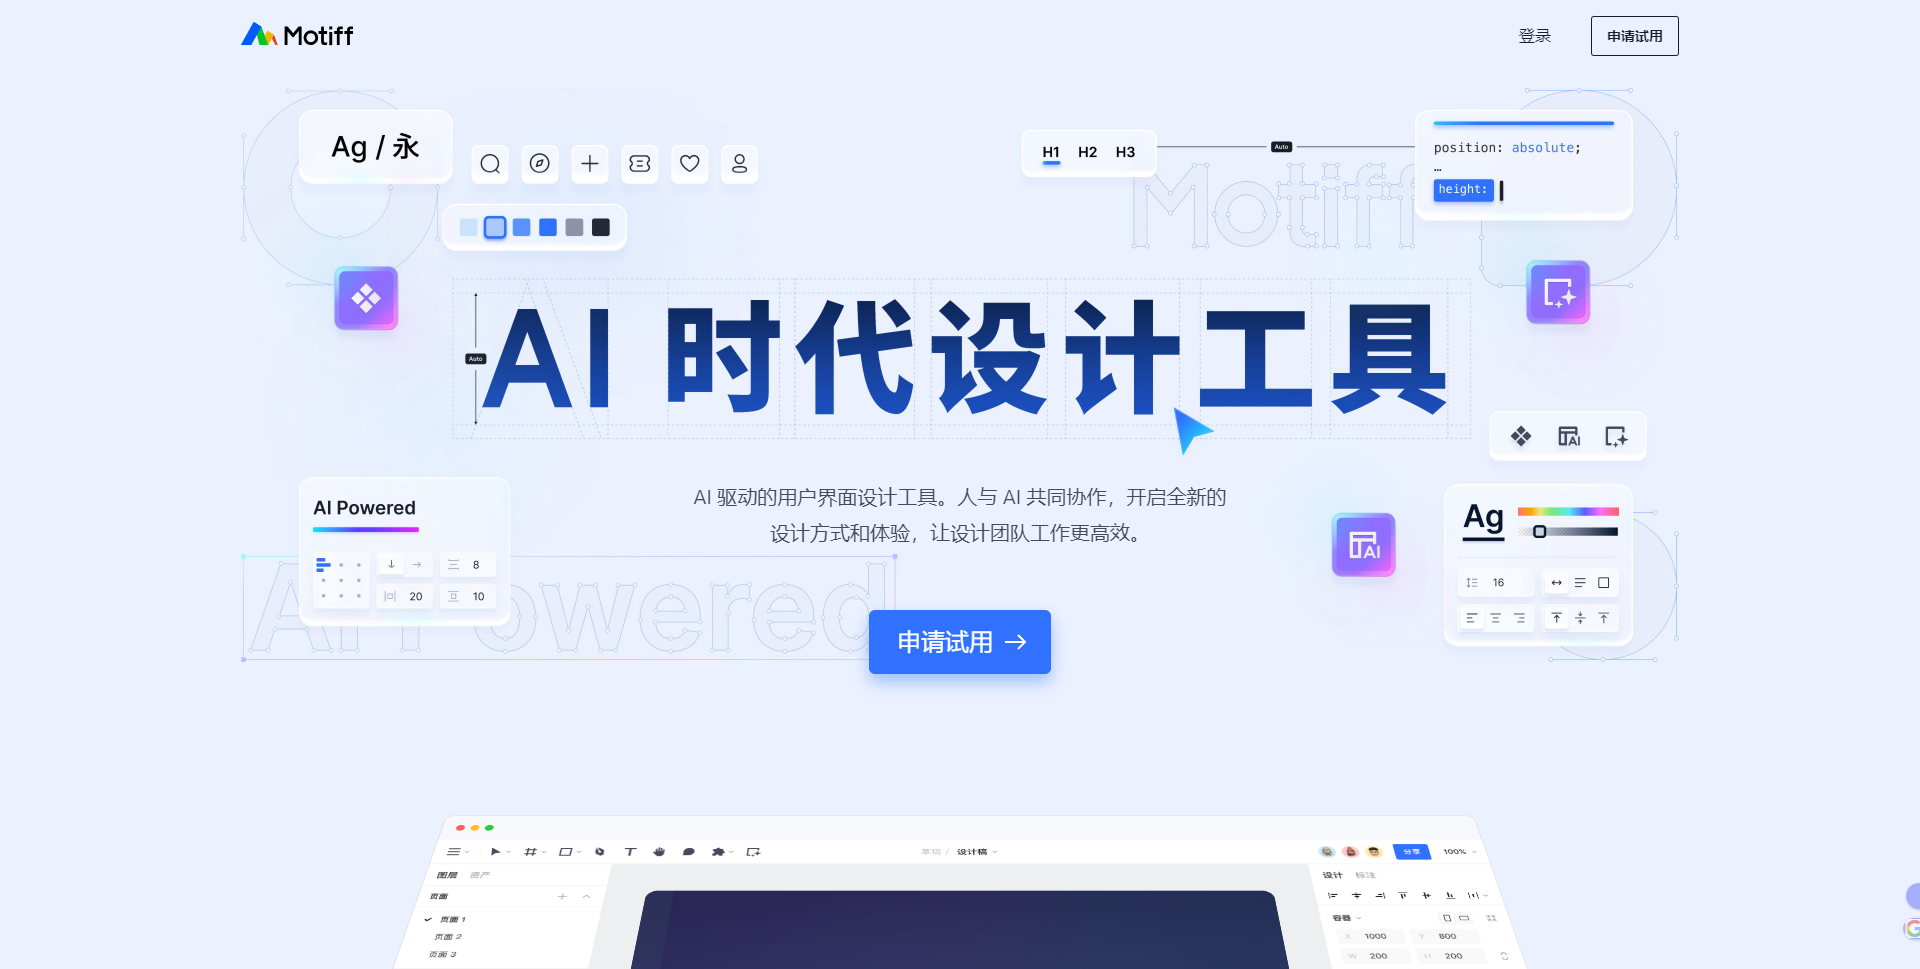 Motiff
登录
申请试用
Ag / 永
H1 H2 H3
Auto
position: absolute;
…
height:
Motiff
AI 时代设计工具
Auto
AI
AI 驱动的用户界面设计工具。人与 AI 共同协作，开启全新的
设计方式和体验，让设计团队工作更高效。
AI Powered
8
20
10
AI Powered
申请试用
AI
Ag
16
草稿 / 设计稿
分享
100%
图层 资产
设计 标注
页面
页面 1
页面 2
页面 3
容器
X 1000 Y 800
W 200 H 200